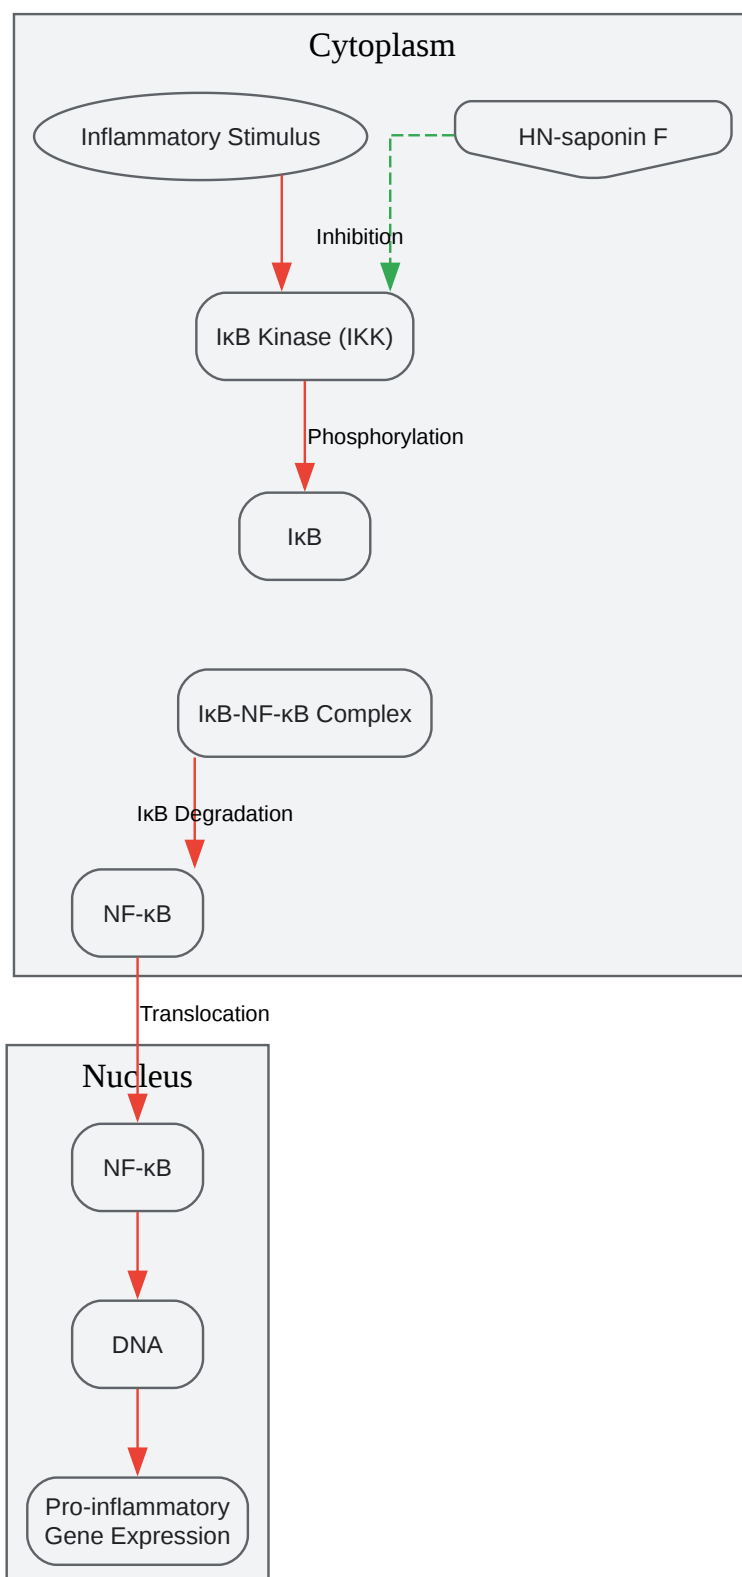 Cytoplasm
Inflammatory Stimulus
HN-saponin F
Inhibition
IκB Kinase (IKK)
Phosphorylation
IκB
IκB-NF-κB Complex
IκB Degradation
NF-κB
Translocation
Nucleus
NF-κB
DNA
Pro-inflammatory
Gene Expression